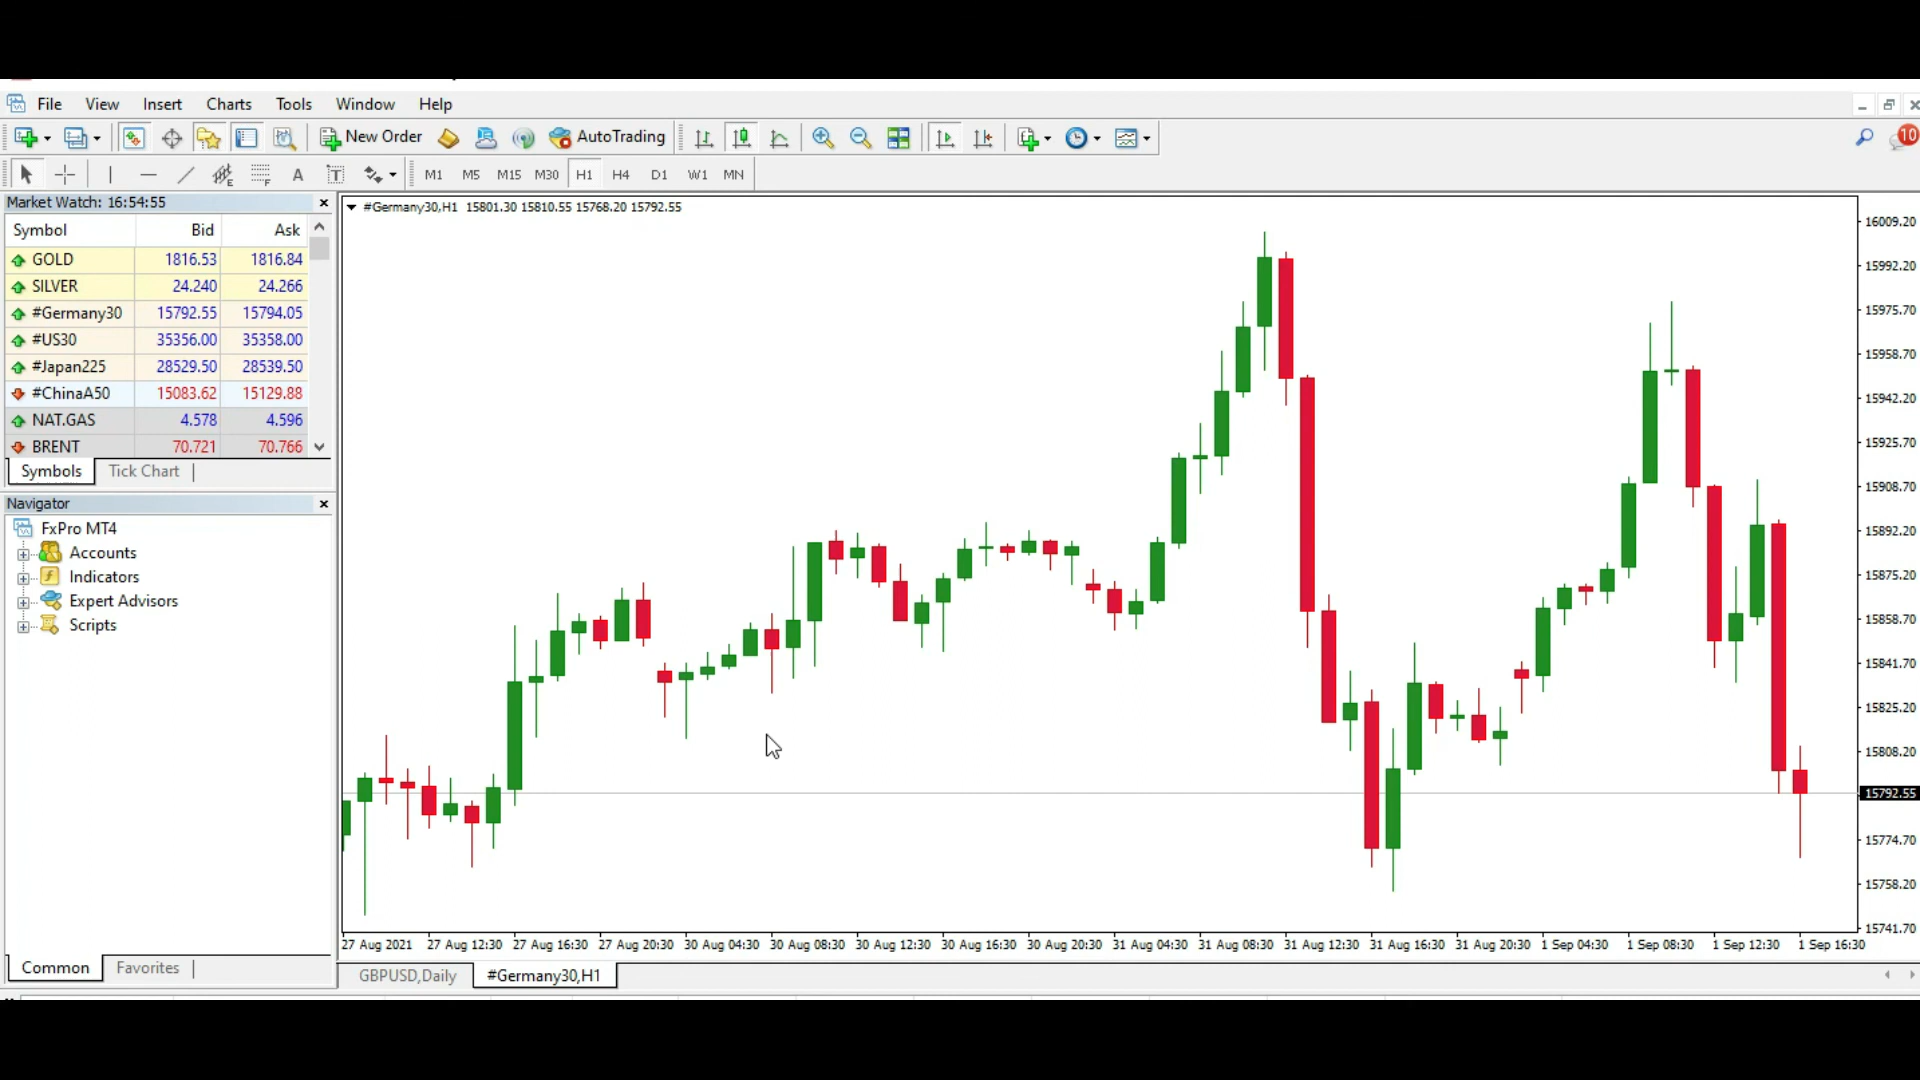 File View Insert Charts Tools Window Help
New Order AutoTrading 10
A T M1 M5 M15 M30 H1 H4 D1 W1 MN
Market Watch: 16:54:55
Symbol Bid Ask
GOLD 1816.53 1816.84
SILVER 24.240 24.266
#Germany30 15792.55 15794.05
#US30 35356.00 35358.00
#Japan225 28529.50 28539.50
#ChinaA50 15083.62 15129.88
NAT.GAS 4.578 4.596
BRENT 70.721 70.766
Symbols Tick Chart
Navigator
FxPro MT4
Accounts
Indicators
Expert Advisors
Scripts
Common Favorites
#Germany30,H1 15801.30 15810.55 15768.20 15792.55
16009.20
15992.20
15975.70
15958.70
15942.20
15925.70
15908.70
15892.20
15875.20
15858.70
15841.70
15825.20
15808.20
15792.55
15774.70
15758.20
15741.70
27 Aug 2021 27 Aug 12:30 27 Aug 16:30 27 Aug 20:30 30 Aug 04:30 30 Aug 08:30 30 Aug 12:30 30 Aug 16:30 30 Aug 20:30 31 Aug 04:30 31 Aug 08:30 31 Aug 12:30 31 Aug 16:30 31 Aug 20:30 1 Sep 04:30 1 Sep 08:30 1 Sep 12:30 1 Sep 16:30
GBPUSD,Daily #Germany30,H1